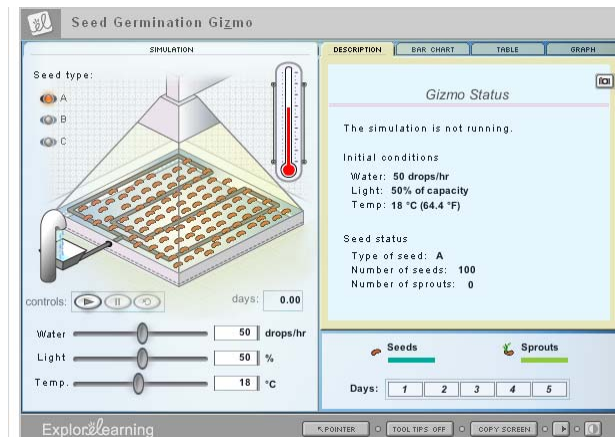 Seed Germination Gizmo
SIMULATION
Seed type:
A
B
C
controls:
days: 0.00
Water 50 drops/hr
Light 50 %
Temp. 18 °C
DESCRIPTION BAR CHART TABLE GRAPH
Gizmo Status
The simulation is not running.
Initial conditions
Water: 50 drops/hr
Light: 50% of capacity
Temp: 18 °C (64.4 °F)
Seed status
Type of seed: A
Number of seeds: 100
Number of sprouts: 0
Seeds Sprouts
Days: 1 2 3 4 5
ExploreLearning
POINTER TOOL TIPS OFF COPY SCREEN